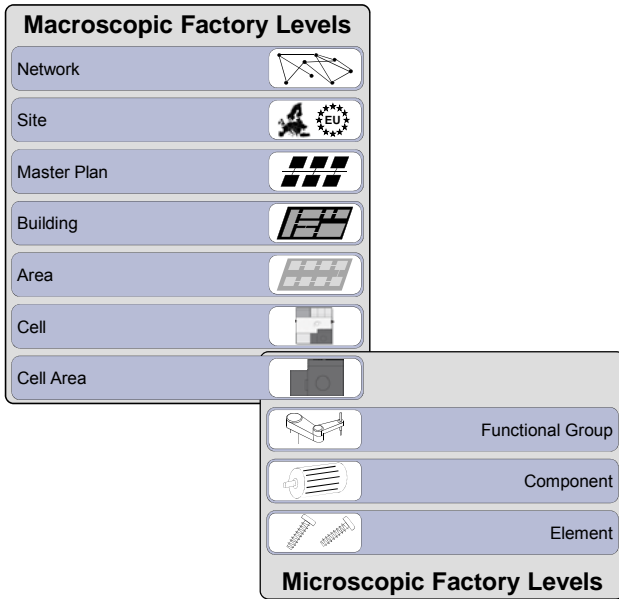 Macroscopic Factory Levels
Network
Site
EU
Master Plan
Building
Area
Cell
Cell Area
Functional Group
Component
Element
Microscopic Factory Levels